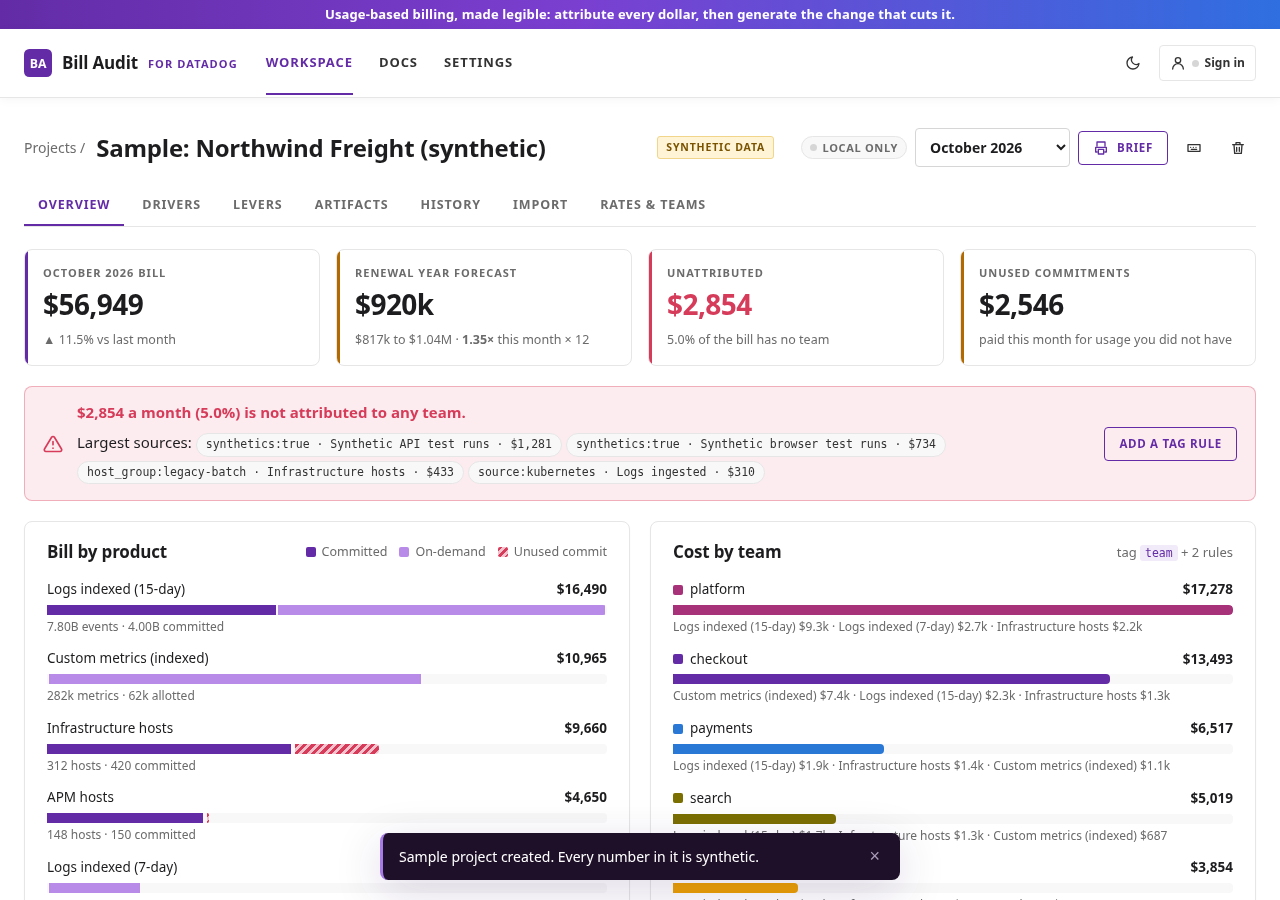 Usage-based billing, made legible: attribute every dollar, then generate the change that cuts it.
BA Bill Audit FOR DATADOG WORKSPACE DOCS SETTINGS Sign in
Projects / Sample: Northwind Freight (synthetic) SYNTHETIC DATA LOCAL ONLY October 2026 BRIEF
OVERVIEW DRIVERS LEVERS ARTIFACTS HISTORY IMPORT RATES & TEAMS
OCTOBER 2026 BILL
$56,949
▲ 11.5% vs last month
RENEWAL YEAR FORECAST
$920k
$817k to $1.04M · 1.35× this month × 12
UNATTRIBUTED
$2,854
5.0% of the bill has no team
UNUSED COMMITMENTS
$2,546
paid this month for usage you did not have
$2,854 a month (5.0%) is not attributed to any team.
Largest sources: synthetics:true · Synthetic API test runs · $1,281 synthetics:true · Synthetic browser test runs · $734
host_group:legacy-batch · Infrastructure hosts · $433 source:kubernetes · Logs ingested · $310
ADD A TAG RULE
Bill by product Committed On-demand Unused commit
Logs indexed (15-day) $16,490
7.80B events · 4.00B committed
Custom metrics (indexed) $10,965
282k metrics · 62k allotted
Infrastructure hosts $9,660
312 hosts · 420 committed
APM hosts $4,650
148 hosts · 150 committed
Logs indexed (7-day)
Cost by team tag team + 2 rules
platform $17,278
Logs indexed (15-day) $9.3k · Logs indexed (7-day) $2.7k · Infrastructure hosts $2.2k
checkout $13,493
Custom metrics (indexed) $7.4k · Logs indexed (15-day) $2.3k · Infrastructure hosts $1.3k
payments $6,517
Logs indexed (15-day) $1.9k · Infrastructure hosts $1.4k · Custom metrics (indexed) $1.1k
search $5,019
hosts $1.3k · Custom metrics (indexed) $687
$3,854
Sample project created. Every number in it is synthetic. ×